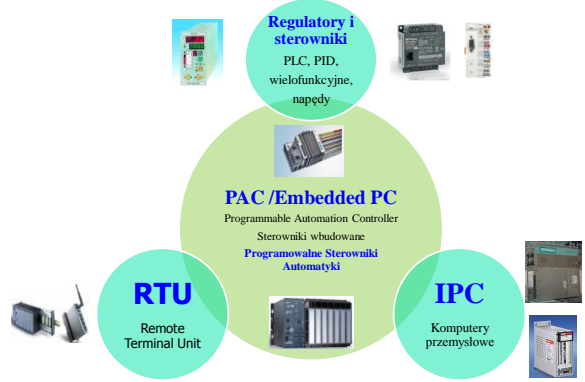 Regulatory i
sterowniki
PLC, PID,
wielofunkcyjne,
napędy
PAC /Embedded PC
Programmable Automation Controller
Sterowniki wbudowane
Programowalne Sterowniki
Automatyki
RTU
Remote
Terminal Unit
IPC
Komputery
przemysłowe